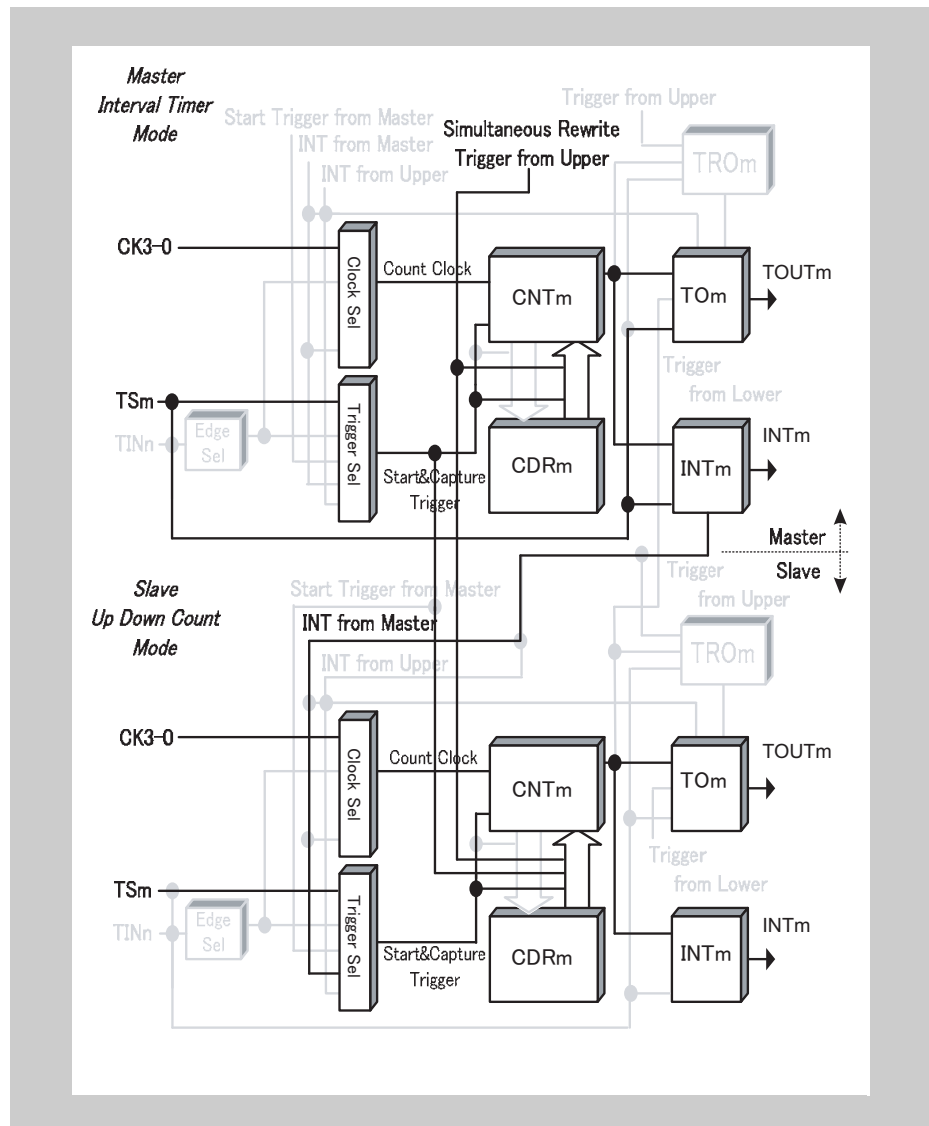 Master
Interval Timer
Mode
Trigger from Upper
Start Trigger from Master
Simultaneous Rewrite
Trigger from Upper
INT from Master
INT from Upper
TROm
CK3-0
Clock Sel
Count Clock
CNTm
TOm
TOUTm
Trigger
from Lower
TSm
TINn
Edge
Sel
Trigger Sel
Start&Capture
Trigger
CDRm
INTm
INTm
Master
Slave
Slave
Up Down Count
Mode
Start Trigger from Master
INT from Master
INT from Upper
Trigger
from Upper
TROm
CK3-0
Clock Sel
Count Clock
CNTm
TOm
TOUTm
Trigger
from Lower
TSm
TINn
Edge
Sel
Trigger Sel
Start&Capture
Trigger
CDRm
INTm
INTm